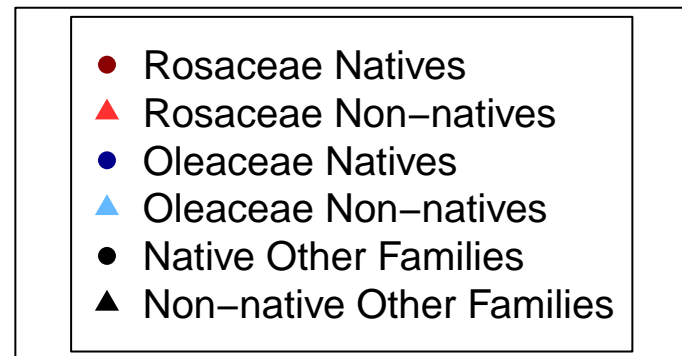 Rosaceae Natives
Rosaceae Non−natives
Oleaceae Natives
Oleaceae Non−natives
Native Other Families
Non−native Other Families